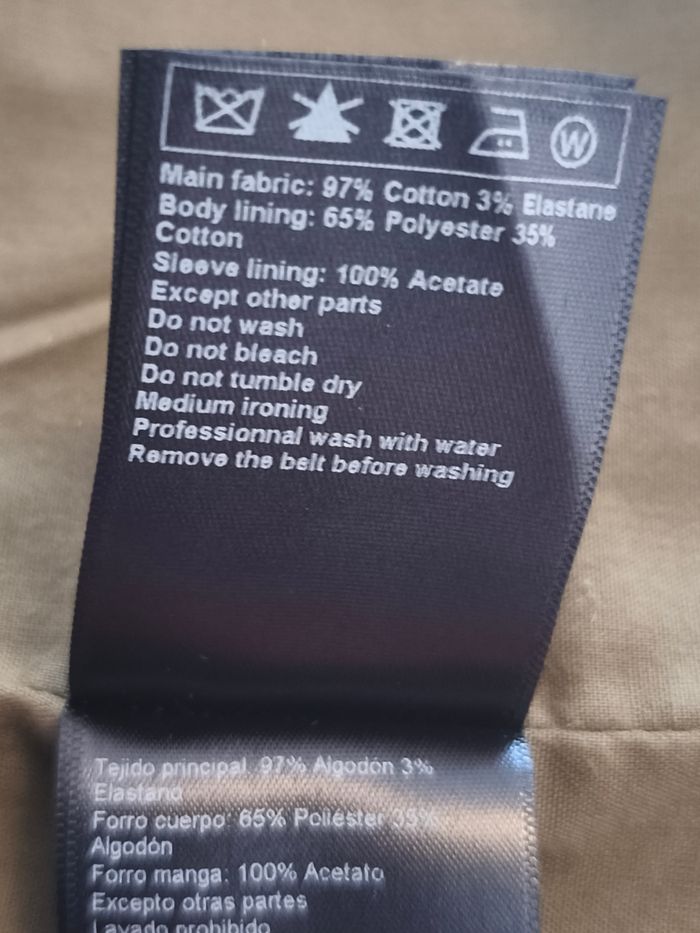 W
Main fabric: 97% Cotton 3% Elastane
Body lining: 65% Polyester 35%
Cotton
Sleeve lining: 100% Acetate
Except other parts
Do not wash
Do not bleach
Do not tumble dry
Medium ironing
Professionnal wash with water
Remove the belt before washing
Tejido principal: 97% Algodón 3%
Elastano
Forro cuerpo: 65% Poliéster 35%
Algodón
Forro manga: 100% Acetato
Excepto otras partes
Lavado prohibido